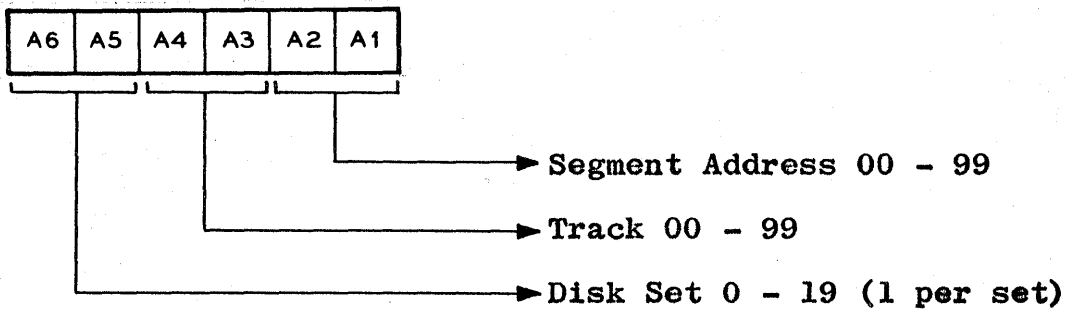 A6 A5 A4 A3 A2 A1
Segment Address 00 - 99
Track 00 - 99
Disk Set 0 - 19 (1 per set)